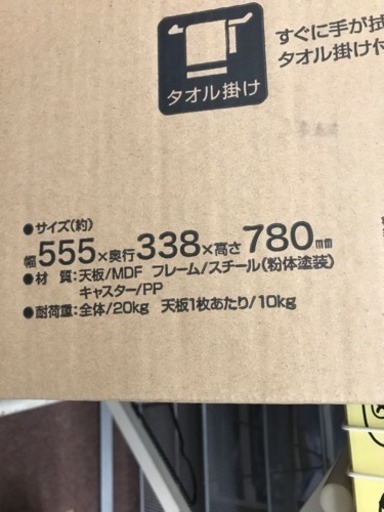 すぐに手が拭
タオル掛け付
タオル掛け
●サイズ(約)
幅555×奥行338×高さ780mm
●材 質：天板/MDF フレーム/スチール(粉体塗装)
キャスター/PP
●耐荷重：全体/20kg 天板1枚あたり/10kg